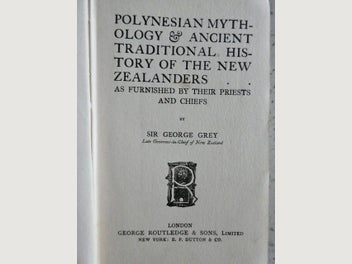 POLYNESIAN MYTH-
OLOGY & ANCIENT
TRADITIONAL HIS-
TORY OF THE NEW
ZEALANDERS . .
AS FURNISHED BY THEIR PRIESTS
AND CHIEFS
BY
SIR GEORGE GREY
Late Governor-in-Chief of New Zealand
R
LONDON
GEORGE ROUTLEDGE & SONS, LIMITED
NEW YORK: E. P. DUTTON & CO.